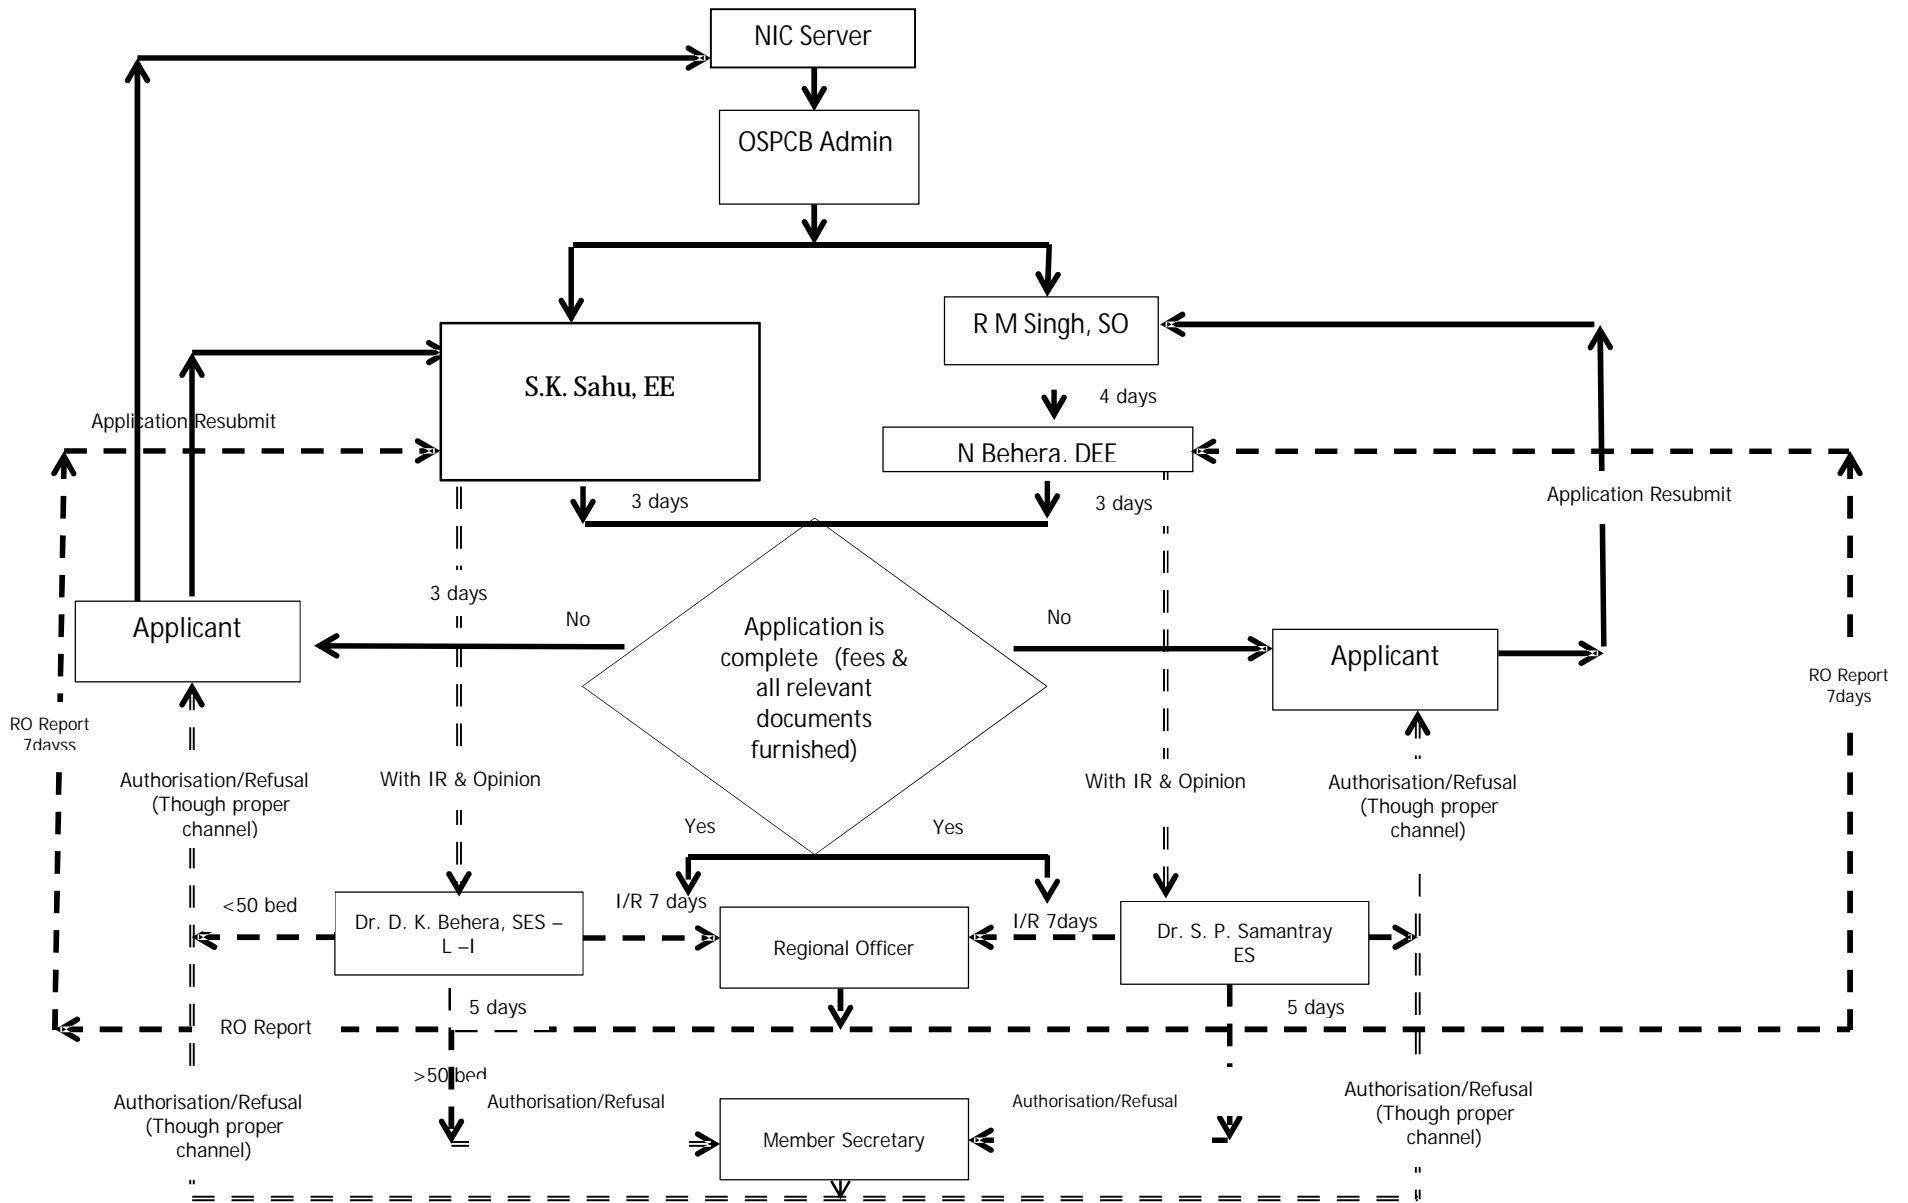 NIC Server
OSPCB Admin
R M Singh, SO
S.K. Sahu, EE
4 days
Application Resubmit
N Behera. DEE
3 days
3 days
Application Resubmit
3 days
No
No
Applicant
Application is
complete (fees &
all relevant
documents
furnished)
Applicant
RO Report
7dayss
RO Report
7days
Authorisation/Refusal
(Though proper
channel)
With IR & Opinion
With IR & Opinion
Authorisation/Refusal
(Though proper
channel)
Yes
Yes
<50 bed
I/R 7 days
I/R 7days
Dr. D. K. Behera, SES –
L –I
Regional Officer
Dr. S. P. Samantray
ES
5 days
5 days
RO Report
>50 bed
Authorisation/Refusal
(Though proper
channel)
Authorisation/Refusal
Authorisation/Refusal
Authorisation/Refusal
(Though proper
channel)
Member Secretary